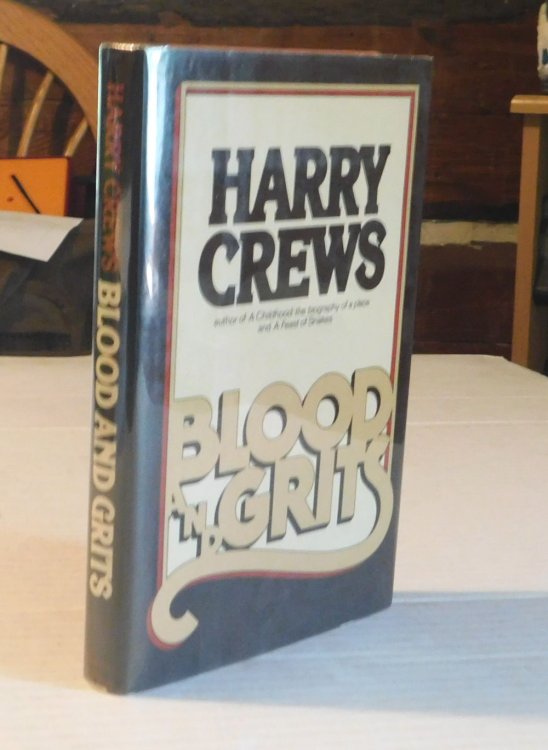 HARRY CREWS BLOOD AND GRITS
HARRY
CREWS
author of A Childhood: the biography of a place
and A Feast of Snakes
BLOOD
AND GRITS